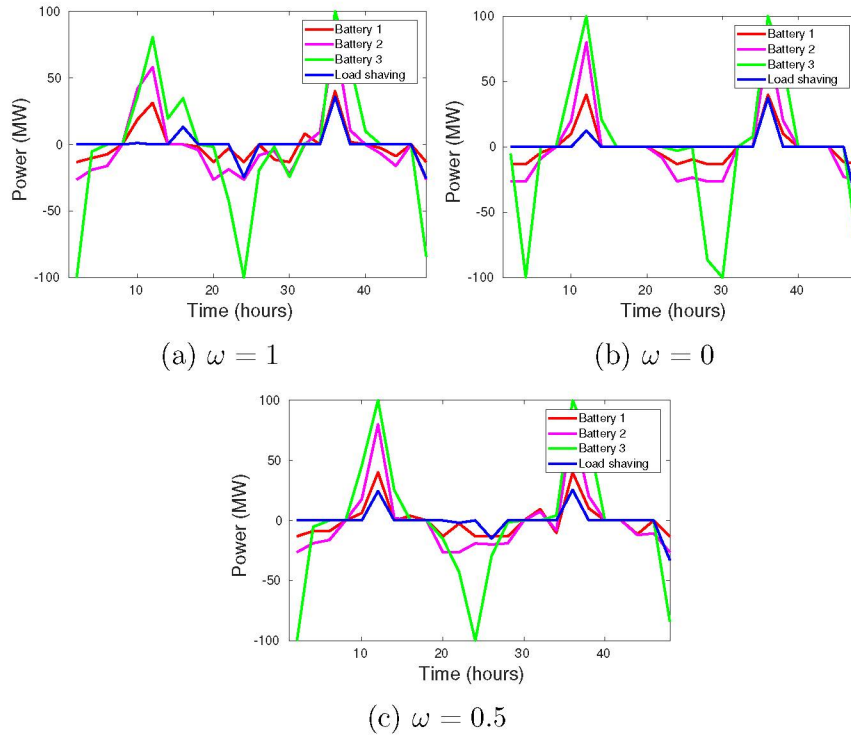 100
50
0
-50
-100
Power (MW)
10
20
30
40
Time (hours)
Battery 1
Battery 2
Battery 3
Load shaving
(a) ω = 1
100
50
0
-50
-100
Power (MW)
10
20
30
40
Time (hours)
Battery 1
Battery 2
Battery 3
Load shaving
(b) ω = 0
100
50
0
-50
-100
Power (MW)
10
20
30
40
Time (hours)
Battery 1
Battery 2
Battery 3
Load shaving
(c) ω = 0.5